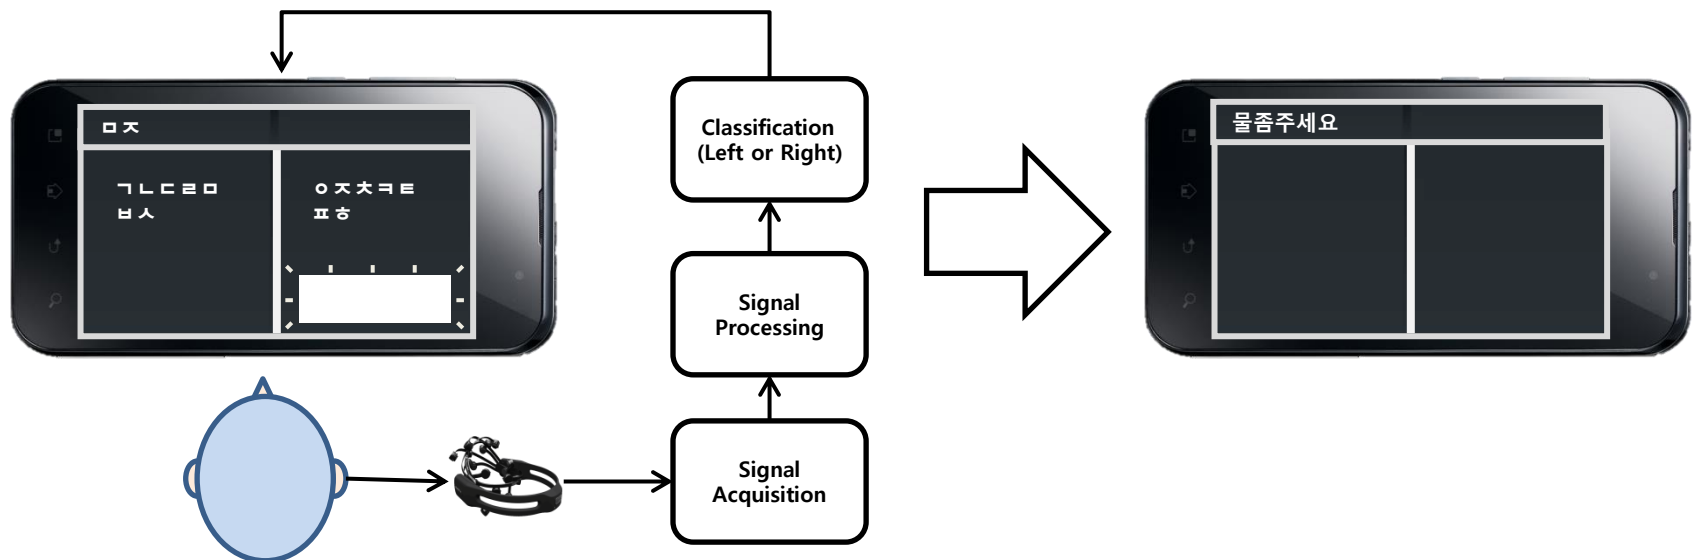 ㅁㅈ
ㄱㄴㄷㄹㅁ
ㅂㅅ
ㅇㅈㅊㅋㅌ
ㅍㅎ
Classification
(Left or Right)
Signal
Processing
Signal
Acquisition
물좀주세요